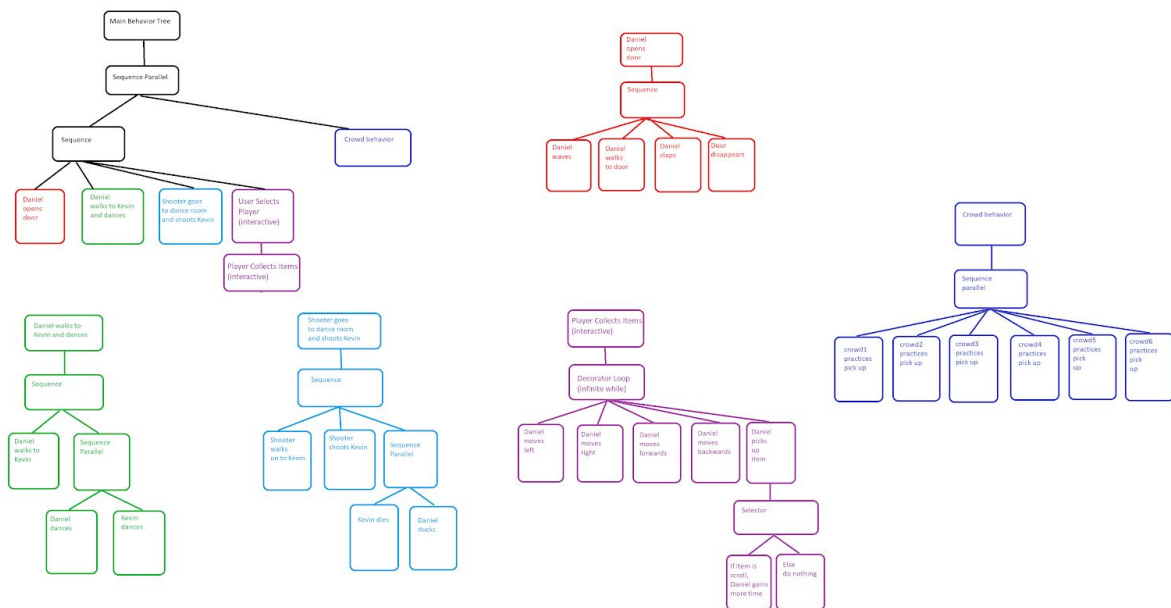 Main Behavior Tree
Sequence Parallel
Sequence
Crowd behavior
Daniel
opens
door
Daniel
walks to Kevin
and dances
Shooter goes
to dance room
and shoots Kevin
User Selects
Player
(interactive)
Player Collects Items
(interactive)
Daniel
opens
door
Sequence
Daniel
waves
Daniel
walks
to door
Daniel
claps
Door
disappears
Crowd behavior
Sequence
parallel
crowd1
practices
pick up
crowd2
practices
pick up
crowd3
practices
pick up
crowd4
practices
pick up
crowd5
practices
pick
up
crowd6
practices
pick
up
Daniel walks to
Kevin and dances
Sequence
Daniel
walks to
Kevin
Sequence
Parallel
Daniel
dances
Kevin
dances
Shooter goes
to dance room
and shoots Kevin
Sequence
Shooter
walks
up to Kevin
Shooter
shoots Kevin
Sequence
Parallel
Kevin dies
Daniel
ducks
Player Collects Items
(interactive)
Decorator Loop
(infinite while)
Daniel
moves
left
Daniel
moves
right
Daniel
moves
forwards
Daniel
moves
backwards
Daniel
picks
up
item
Selector
If item is
scroll,
Daniel gains
more time
Else
do nothing